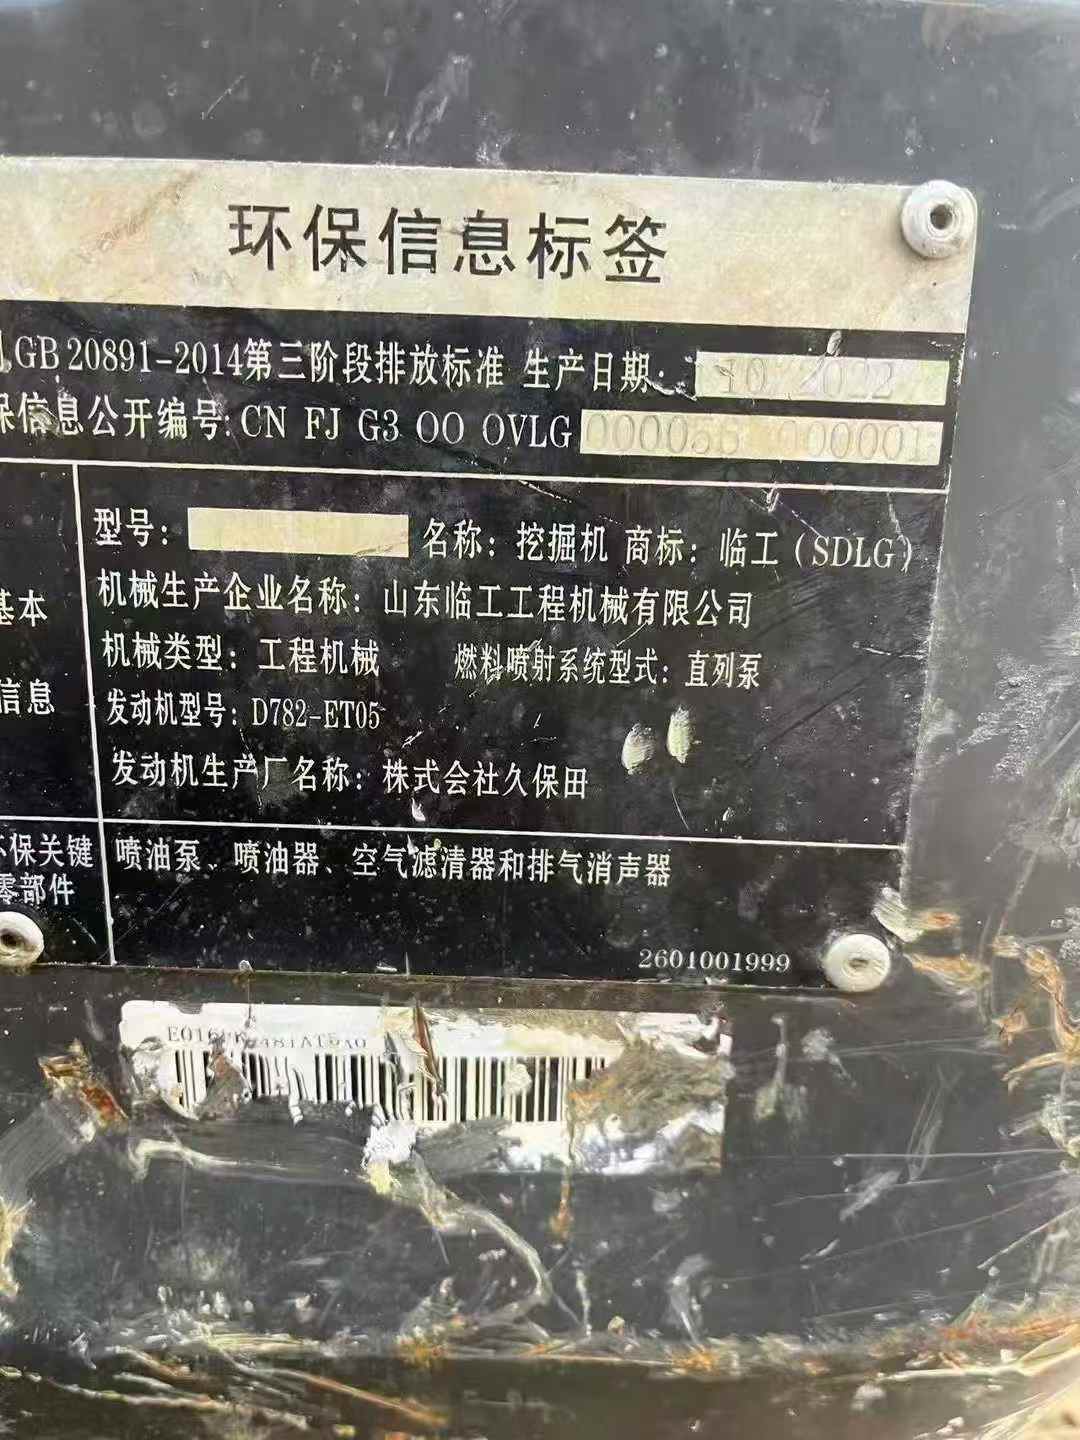 环保信息标签
GB 20891-2014第三阶段排放标准 生产日期: 10 2022
保信息公开编号: CN FJ G3 OO OVLG 000001
型号: 名称: 挖掘机 商标: 临工 (SDLG)
基本
机械生产企业名称: 山东临工工程机械有限公司
机械类型: 工程机械 燃料喷射系统型式: 直列泵
信息
发动机型号: D782-ET05
发动机生产厂名称: 株式会社久保田
环保关键
零部件
喷油泵、喷油器、空气滤清器和排气消声器
2601001999